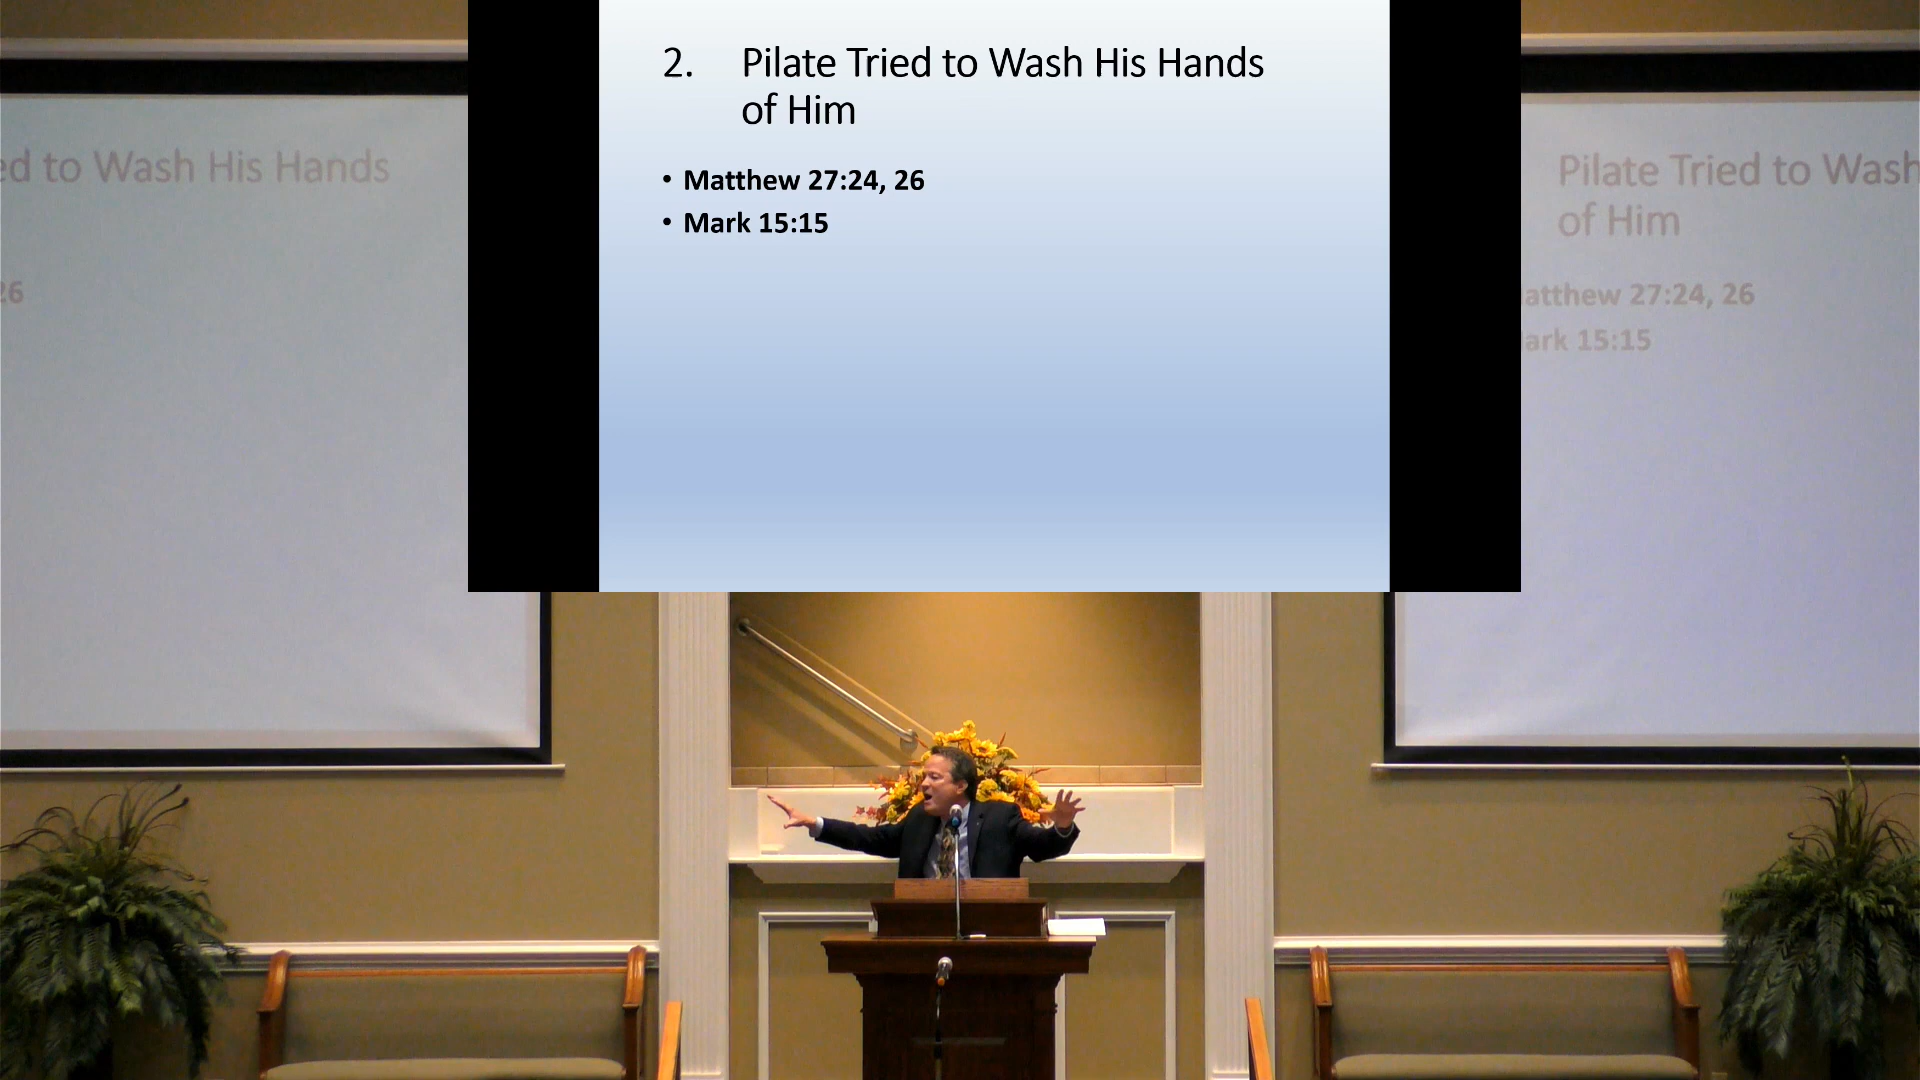 2. Pilate Tried to Wash His Hands
of Him
• Matthew 27:24, 26
• Mark 15:15
ed to Wash His Hands
26
Pilate Tried to Wash
of Him
atthew 27:24, 26
ark 15:15